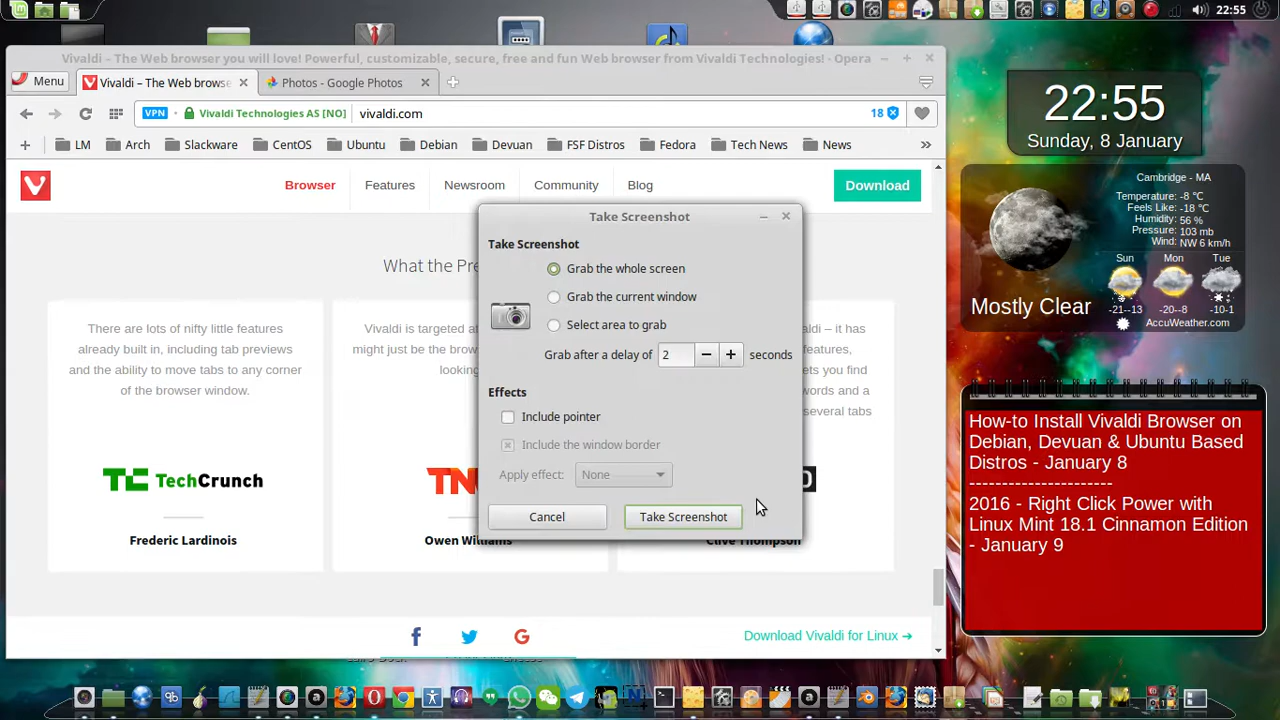 22:55
Vivaldi – The Web browser you will love! Powerful, customizable, secure, free and fun Web browser from Vivaldi Technologies! - Opera
Menu
Vivaldi – The Web browse
Photos - Google Photos
VPN
Vivaldi Technologies AS [NO]
vivaldi.com
18
LM
Arch
Slackware
CentOS
Ubuntu
Debian
Devuan
FSF Distros
Fedora
Tech News
News
Browser
Features
Newsroom
Community
Blog
Download
What the Pre
There are lots of nifty little features
already built in, including tab previews
and the ability to move tabs to any corner
of the browser window.
TC TechCrunch
Frederic Lardinois
Vivaldi is targeted a
might just be the brow
looking
TN
Owen Williams
aldi – it has
features,
ets you find
words and a
several tabs
Clive Thompson
Download Vivaldi for Linux ➔
Take Screenshot
Take Screenshot
Grab the whole screen
Grab the current window
Select area to grab
Grab after a delay of 2 seconds
Effects
Include pointer
Include the window border
Apply effect: None
Cancel
Take Screenshot
22:55
Sunday, 8 January
Cambridge - MA
Temperature: -8 °C
Feels Like: -18 °C
Humidity: 56 %
Pressure: 103 mb
Wind: NW 6 km/h
Mostly Clear
Sun Mon Tue
-21--13 -20--8 -10-1
AccuWeather.com
How-to Install Vivaldi Browser on
Debian, Devuan & Ubuntu Based
Distros - January 8
----------------------
2016 - Right Click Power with
Linux Mint 18.1 Cinnamon Edition
- January 9